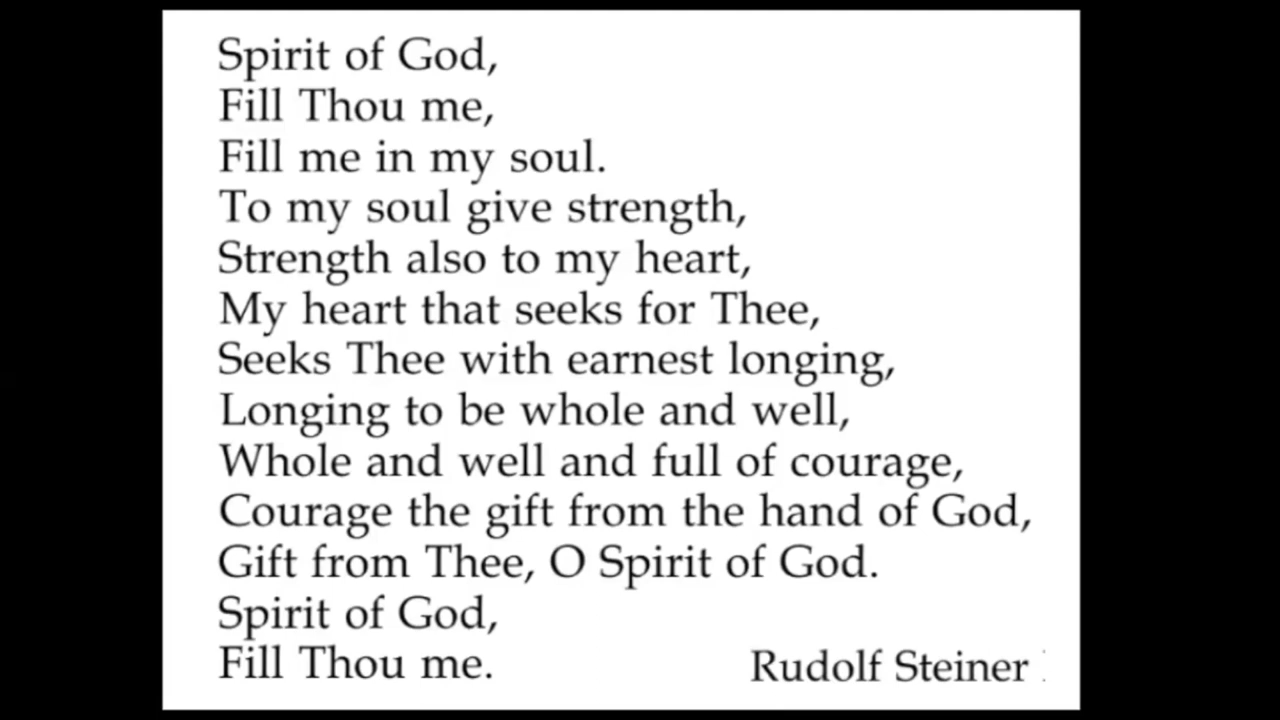 Spirit of God,
Fill Thou me,
Fill me in my soul.
To my soul give strength,
Strength also to my heart,
My heart that seeks for Thee,
Seeks Thee with earnest longing,
Longing to be whole and well,
Whole and well and full of courage,
Courage the gift from the hand of God,
Gift from Thee, O Spirit of God.
Spirit of God,
Fill Thou me.
Rudolf Steiner